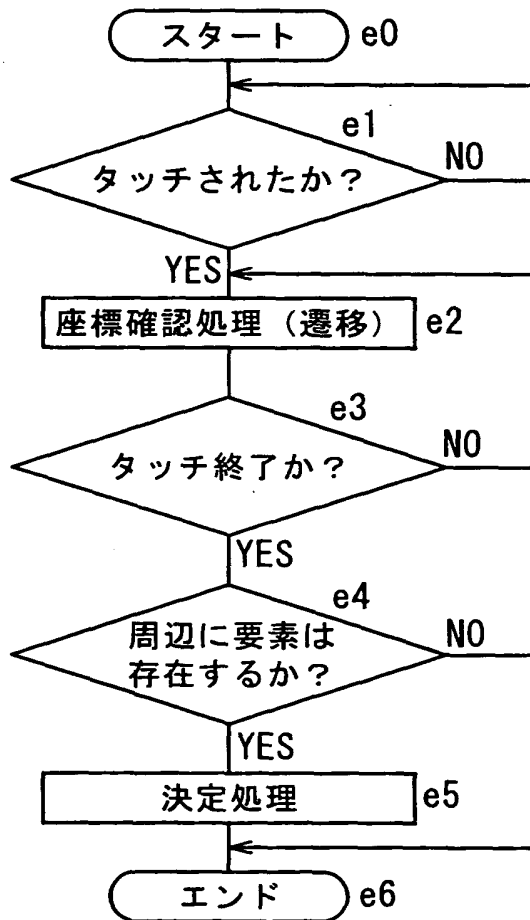 スタート e0
e1
タッチされたか？ NO
YES
座標確認処理（遷移） e2
e3
タッチ終了か？ NO
YES
e4
周辺に要素は NO
存在するか？
YES
決定処理 e5
エンド e6